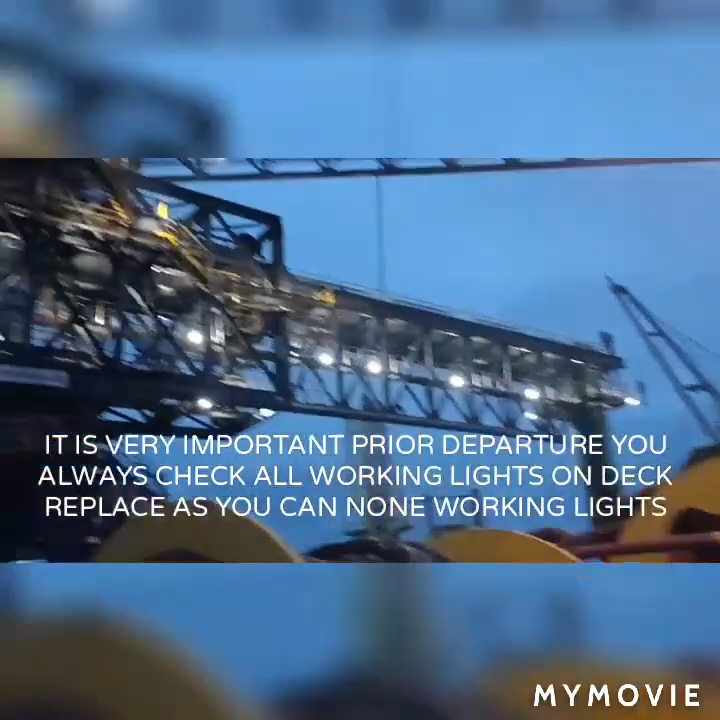 IT IS VERY IMPORTANT PRIOR DEPARTURE YOU
ALWAYS CHECK ALL WORKING LIGHTS ON DECK
REPLACE AS YOU CAN NONE WORKING LIGHTS
MYMOVIE